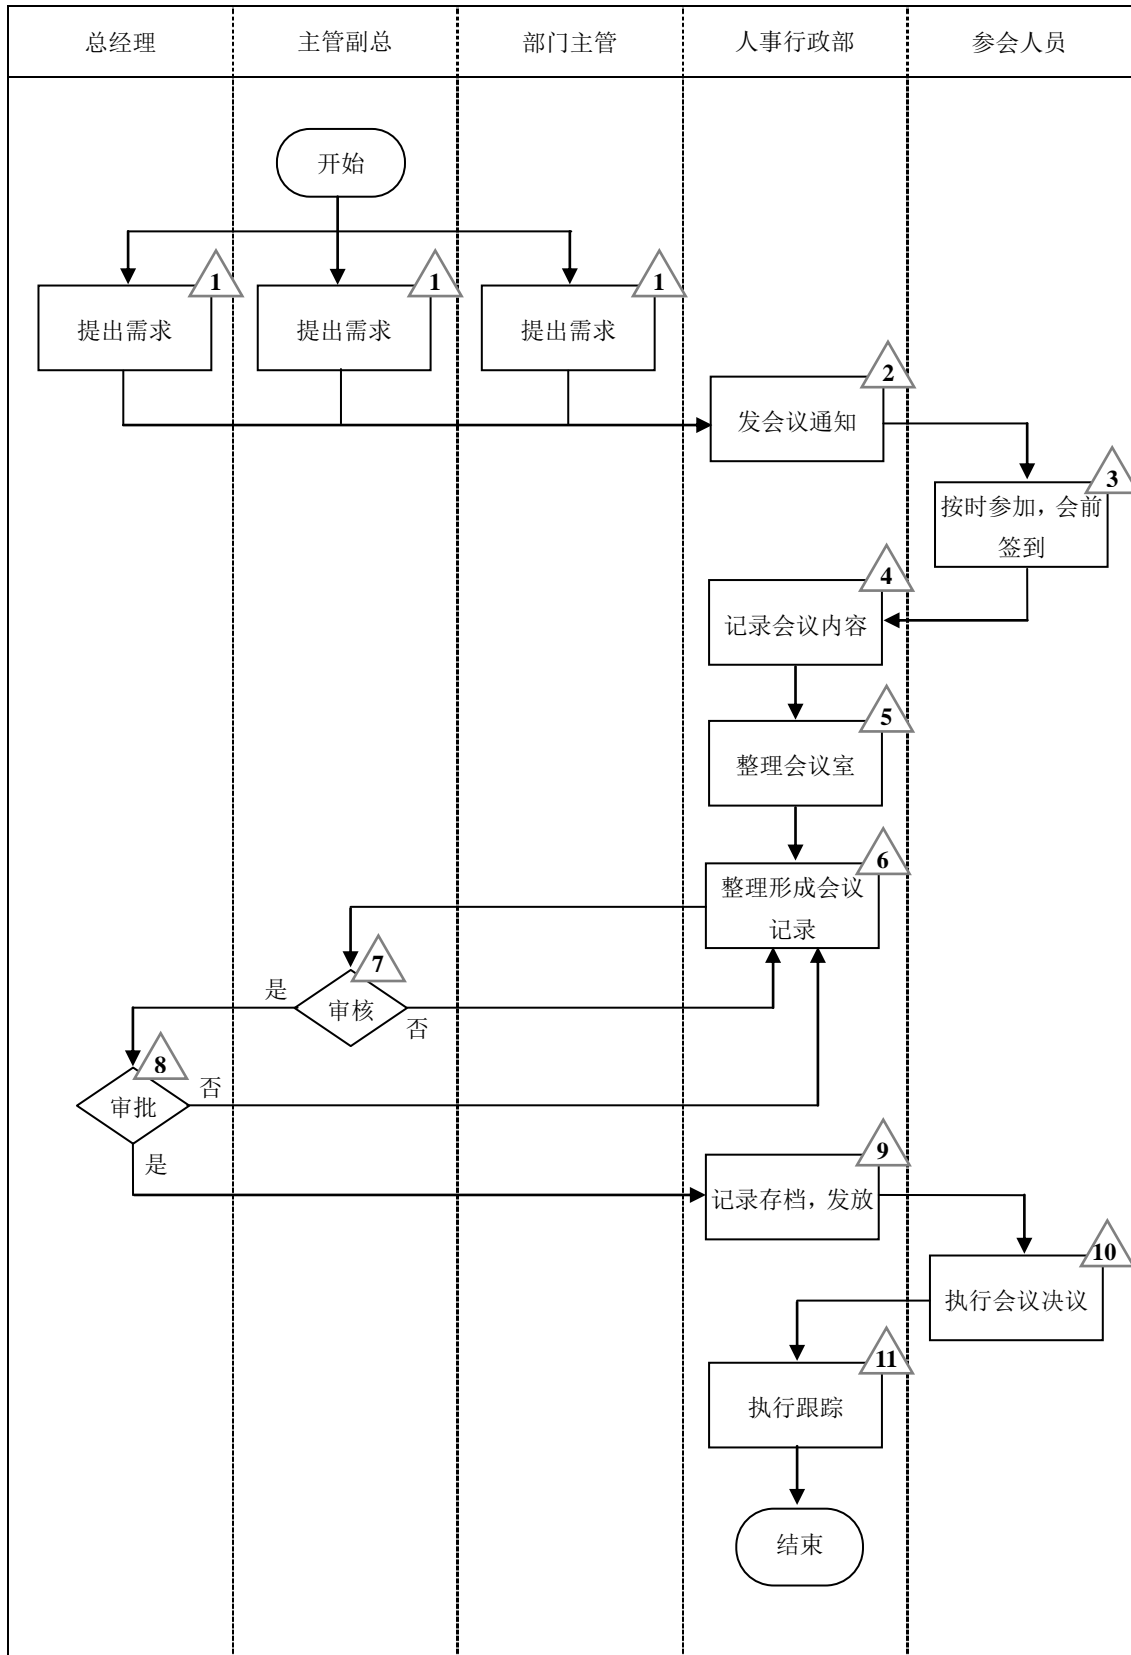 总经理
主管副总
部门主管
人事行政部
参会人员
开始
1
1
1
提出需求
提出需求
提出需求
2
发会议通知
3
按时参加，会前
签到
4
记录会议内容
5
整理会议室
6
整理形成会议
记录
7
是
审核
否
8
否
审批
是
9
记录存档，发放
10
执行会议决议
11
执行跟踪
结束